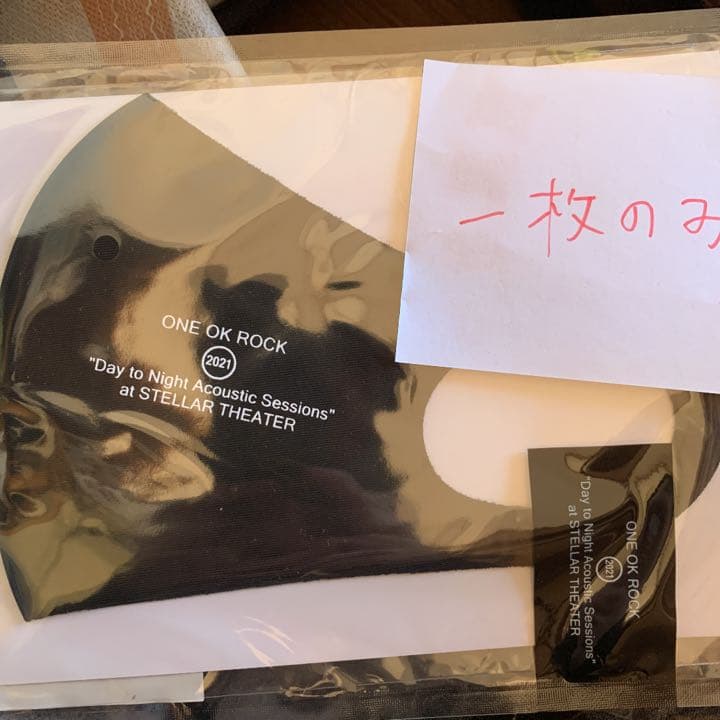 一枚のみ
ONE OK ROCK
2021
"Day to Night Acoustic Sessions"
at STELLAR THEATER
ONE OK ROCK
2021
"Day to Night Acoustic Sessions"
at STELLAR THEATER